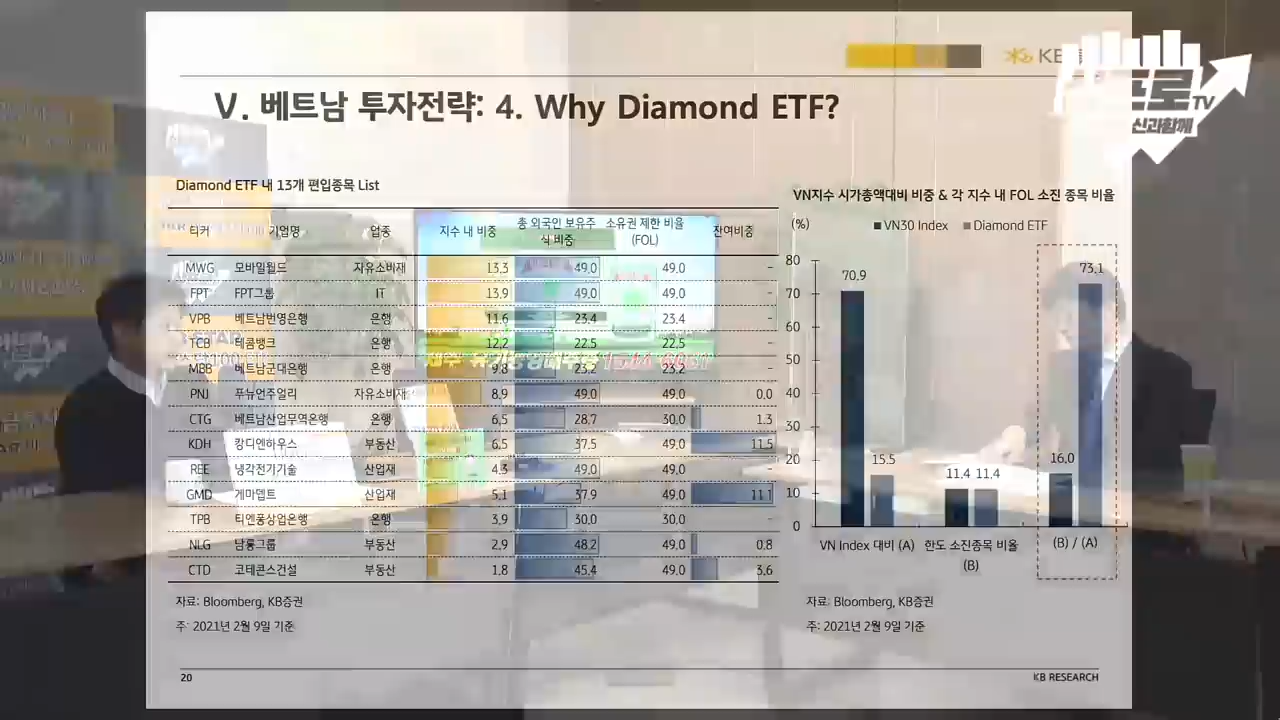 KB
프로TV
신과함께
V. 베트남 투자전략: 4. Why Diamond ETF?
Diamond ETF 내 13개 편입종목 List
티커 기업명 업종 지수 내 비중 총 외국인 보유주식 비중 소유권 제한 비율 (FOL) 잔여비중
MWG 모바일월드 자유소비재 13.3 49.0 49.0 -
FPT FPT그룹 IT 13.9 49.0 49.0 -
VPB 베트남번영은행 은행 11.6 23.4 23.4 -
TCB 테콤뱅크 은행 12.2 22.5 22.5 -
MBB 베트남군대은행 은행 9.8 23.2 23.2 -
PNJ 푸뉴언주얼리 자유소비재 8.9 49.0 49.0 0.0
CTG 베트남산업무역은행 은행 6.5 28.7 30.0 1.3
KDH 캉디엔하우스 부동산 6.5 37.5 49.0 11.5
REE 냉각전기기술 산업재 4.3 49.0 49.0 -
GMD 게마뎁트 산업재 5.1 37.9 49.0 11.1
TPB 티엔퐁상업은행 은행 3.9 30.0 30.0 -
NLG 남롱그룹 부동산 2.9 48.2 49.0 0.8
CTD 코테콘스건설 부동산 1.8 45.4 49.0 3.6
자료: Bloomberg, KB증권
주: 2021년 2월 9일 기준
VN지수 시가총액대비 비중 & 각 지수 내 FOL 소진 종목 비율
(%)
VN30 Index Diamond ETF
80
70
60
50
40
30
20
10
0
70.9
15.5
11.4 11.4
16.0
73.1
VN Index 대비 (A) 한도 소진종목 비율 (B) (B) / (A)
자료: Bloomberg, KB증권
주: 2021년 2월 9일 기준
20
KB RESEARCH